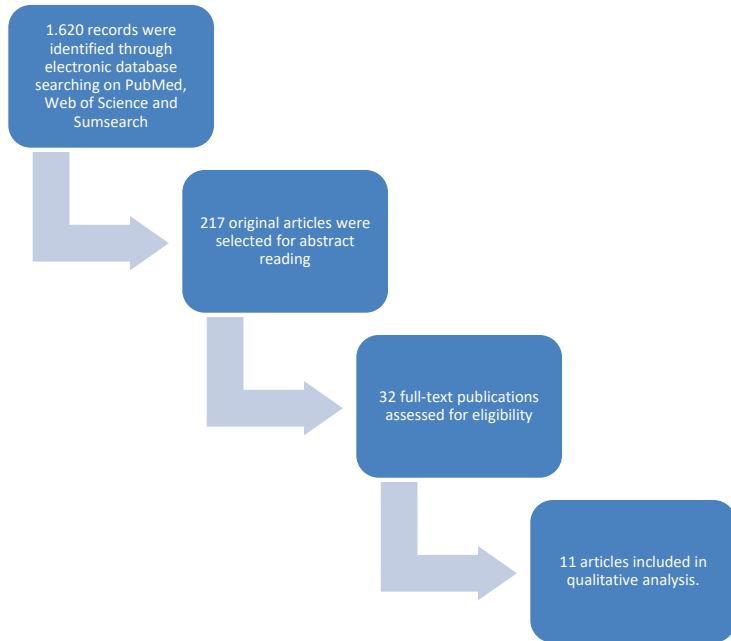 1.620 records were
identified through
electronic database
searching on PubMed,
Web of Science and
Sumsearch
217 original articles were
selected for abstract
reading
32 full-text publications
assessed for eligibility
11 articles included in
qualitative analysis.